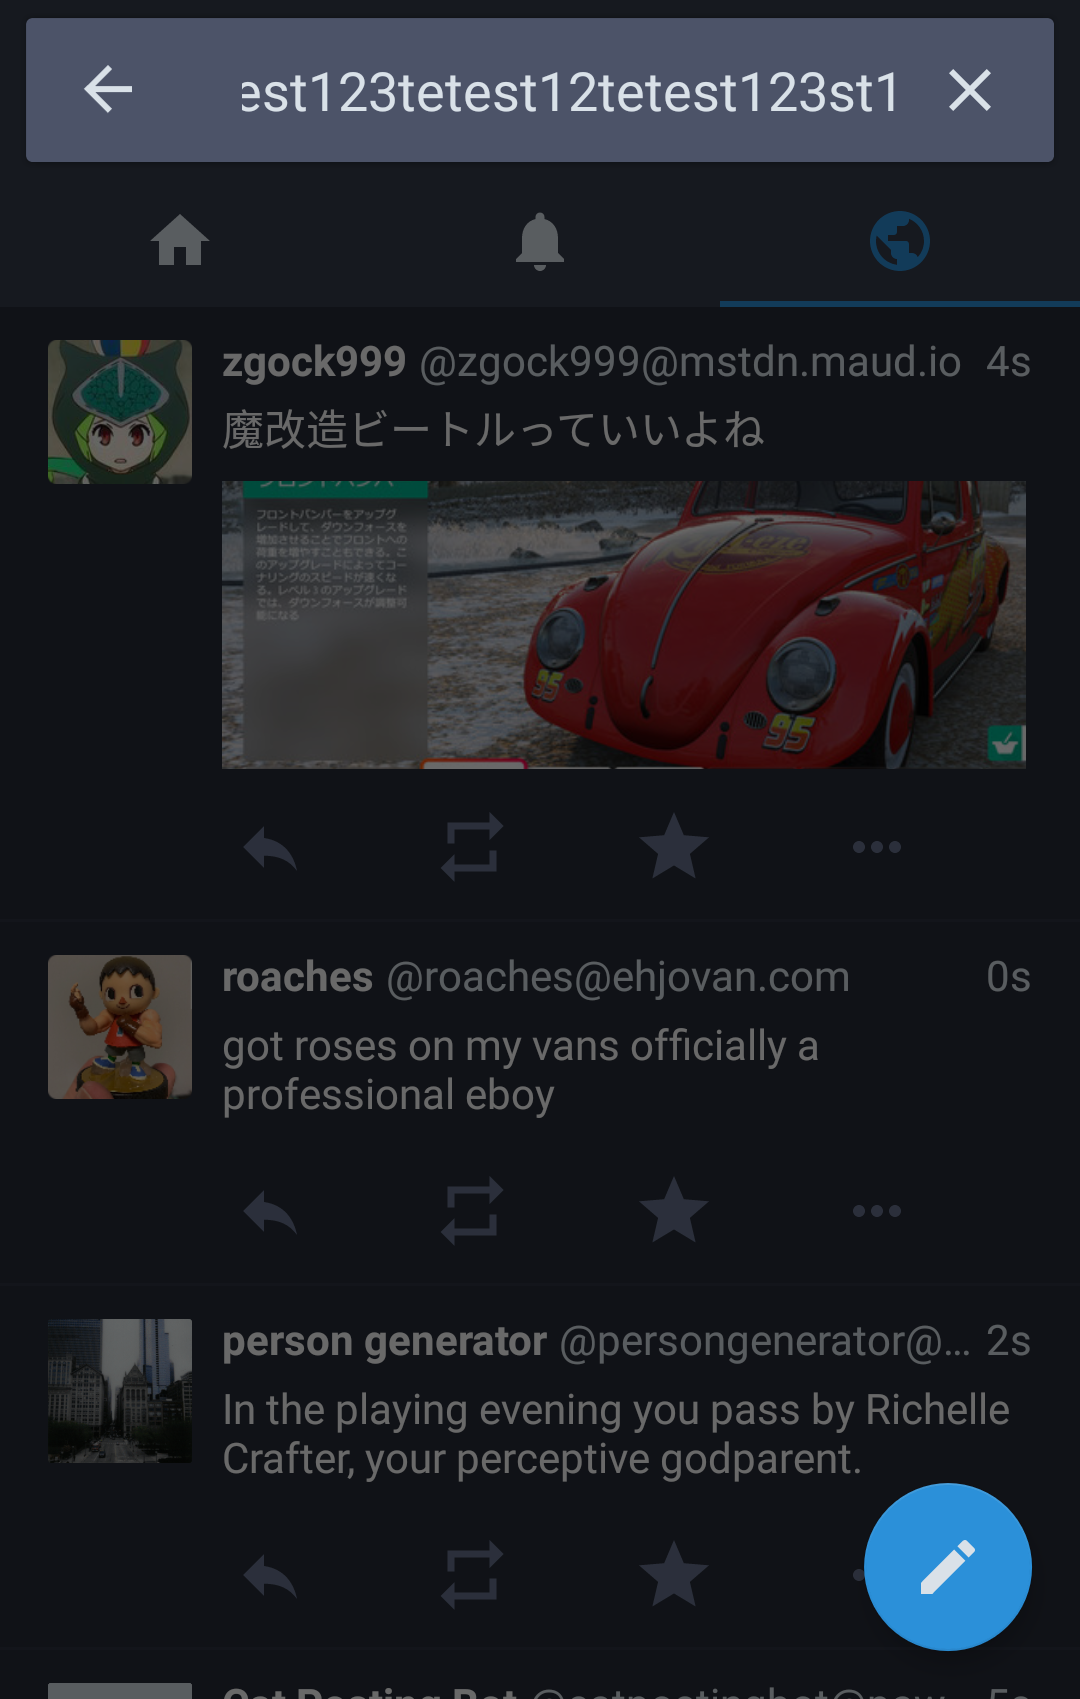 est123tetest12tetest123st1
zgock999 @zgock999@mstdn.maud.io 4s
魔改造ビートルっていいよね
フロントバンパーをアップグ
レードして、ダウンフォースを
増加させることでフロントへの
荷重を増やすこともできる。こ
のアップグレードによってコー
ナリングのスピードが速くな
る。レベル3のアップグレード
では、ダウンフォースが調整可
能になる
95
95
roaches @roaches@ehjovan.com 0s
got roses on my vans officially a
professional eboy
person generator @persongenerator@... 2s
In the playing evening you pass by Richelle
Crafter, your perceptive godparent.